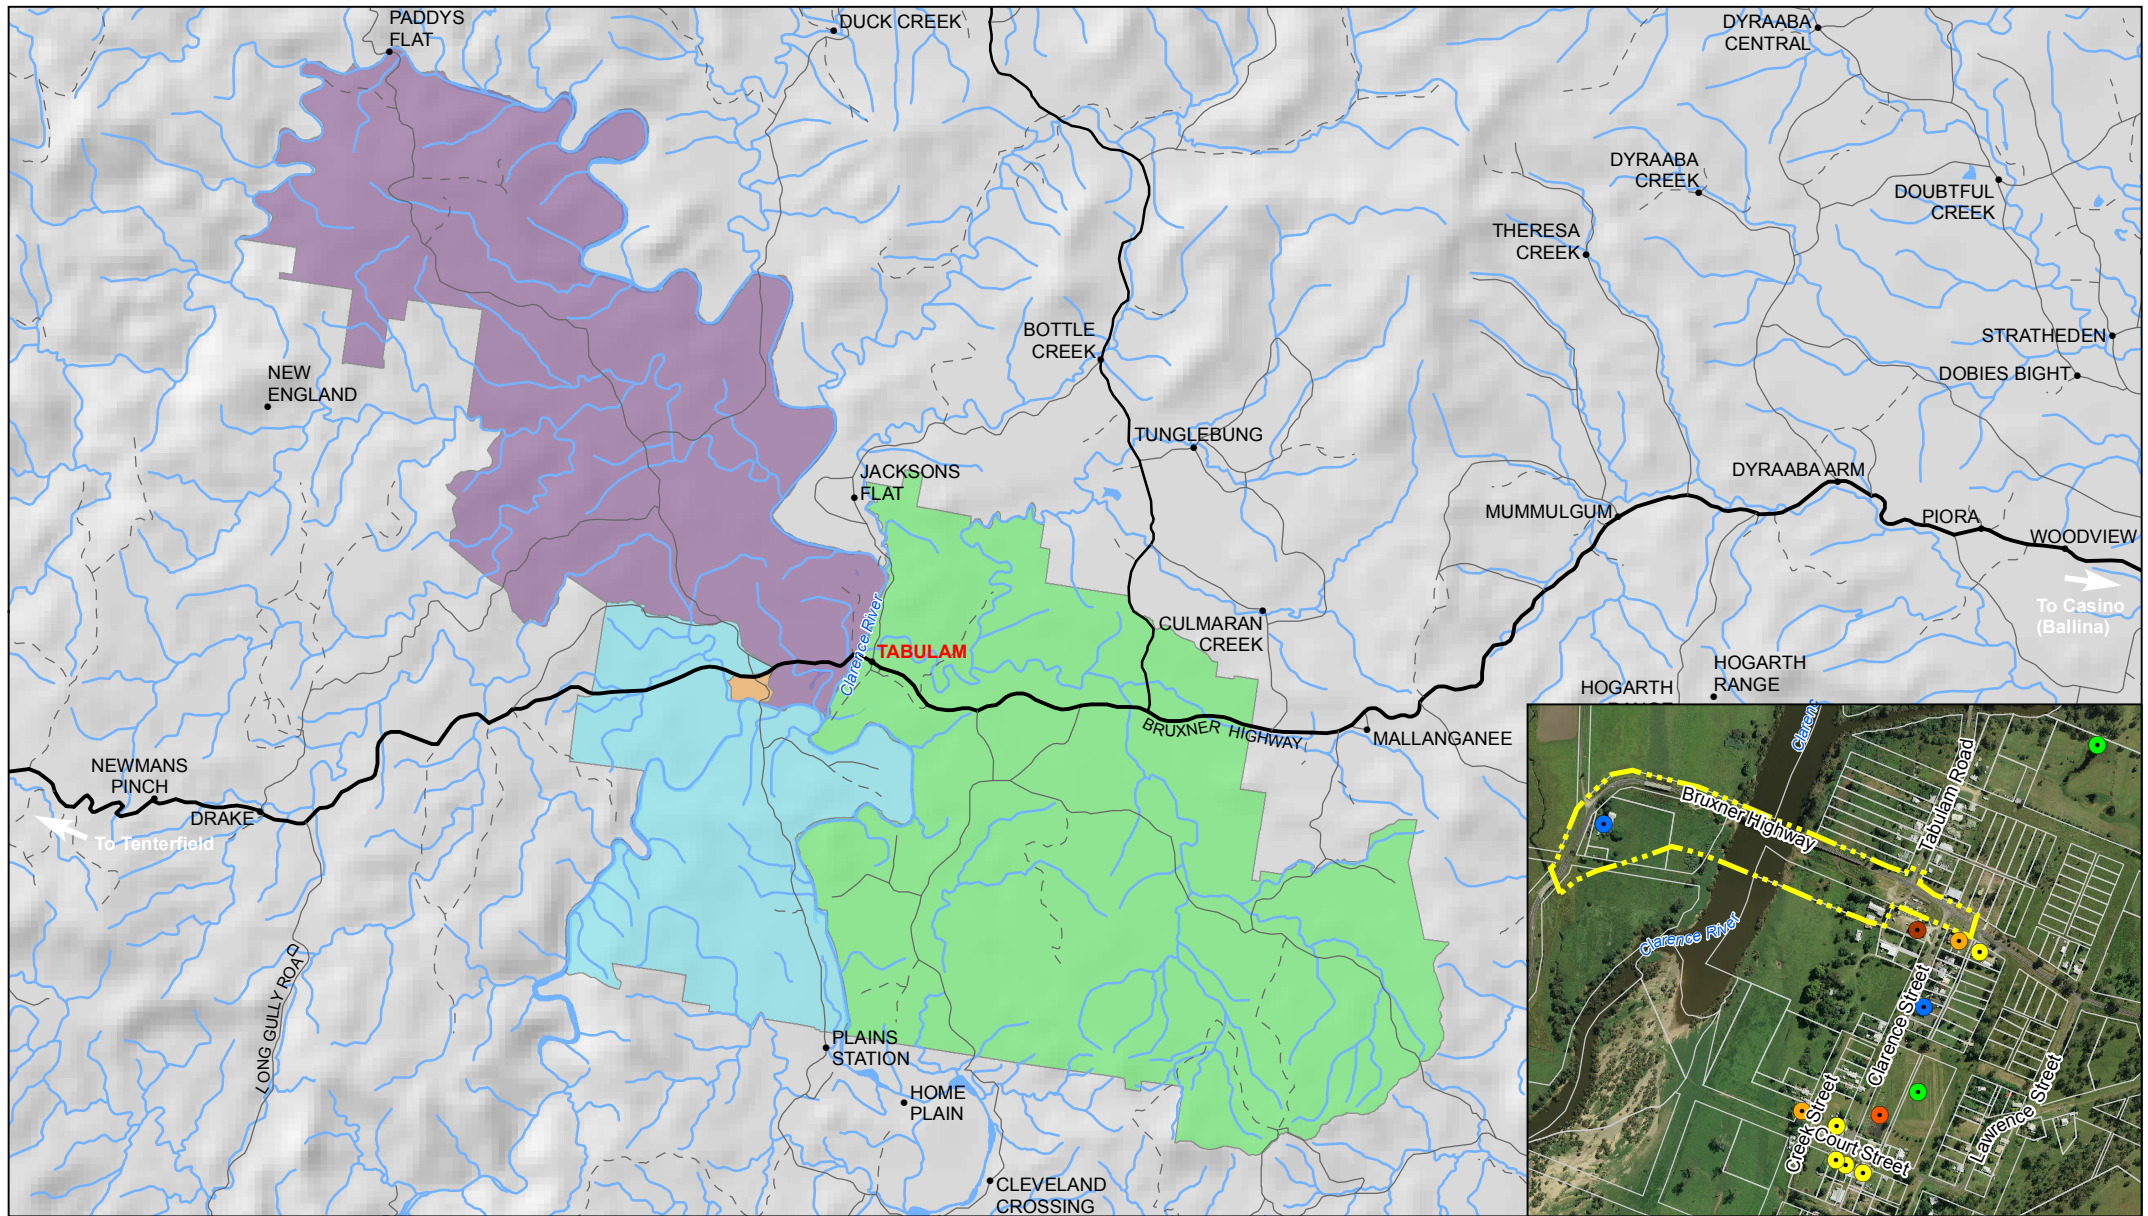 PADDYS
FLAT
DUCK CREEK
DYRAABA
CENTRAL
DYRAABA
CREEK
DOUBTFUL
CREEK
THERESA
CREEK
BOTTLE
CREEK
STRATHEDEN
DOBIES BIGHT
NEW
ENGLAND
TUNGLEBUNG
JACKSONS
FLAT
DYRAABA ARM
MUMMULGUM
PIORA
WOODVIEW
To Casino
(Ballina)
CULMARAN
CREEK
Clarence River
TABULAM
HOGARTH
RANGE
HOGARTH
BRUXNER HIGHWAY
MALLANGANEE
NEWMANS
PINCH
DRAKE
To Tenterfield
LONG GULLY ROAD
PLAINS
STATION
HOME
PLAIN
CLEVELAND
CROSSING
Clarenc
Tabulam Road
Bruxner Highway
Clarence River
Clarence Street
Creek Street
Court Street
Lawrence Street